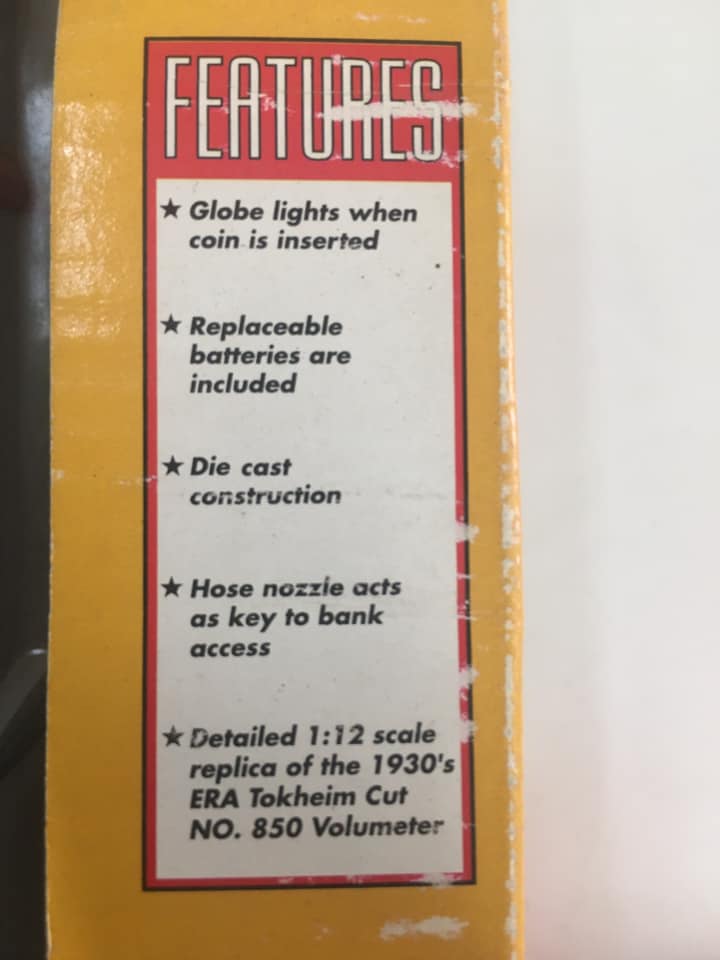 FEATURES
★ Globe lights when
coin is inserted
★ Replaceable
batteries are
included
★ Die cast
construction
★ Hose nozzle acts
as key to bank
access
★ Detailed 1:12 scale
replica of the 1930's
ERA Tokheim Cut
NO. 850 Volumeter